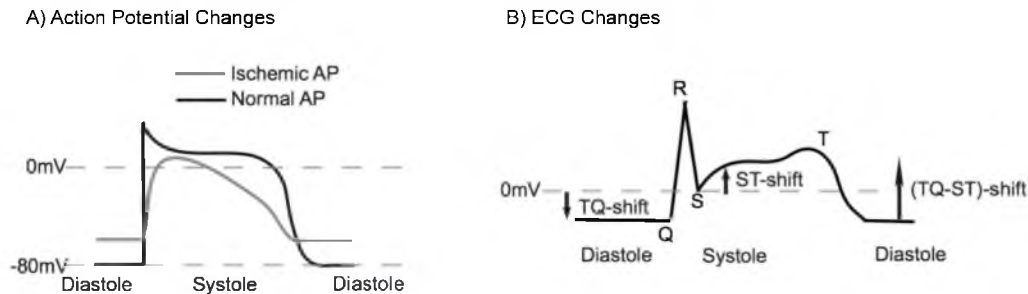 A) Action Potential Changes
Ischemic AP
Normal AP
0mV
-80mV
Diastole Systole Diastole
B) ECG Changes
R
T
0mV
TQ-shift
S
ST-shift
(TQ-ST)-shift
Q
Diastole Systole Diastole